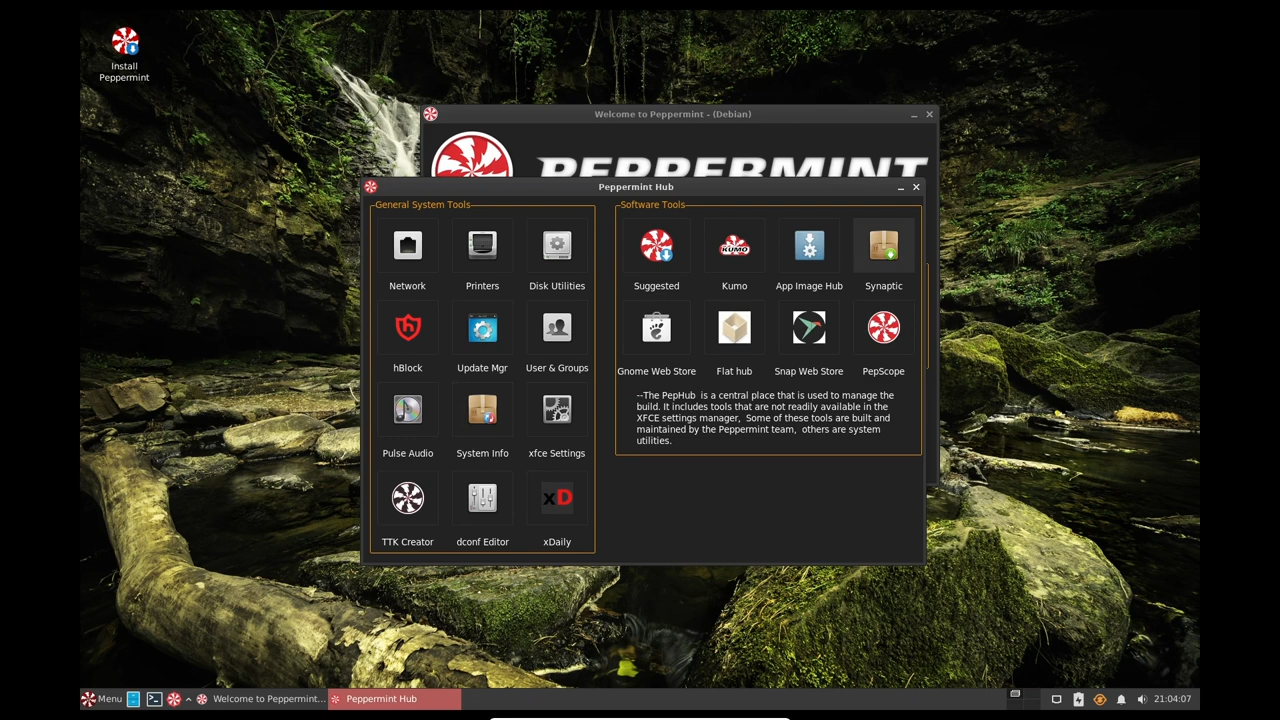 Install
Peppermint
Welcome to Peppermint - (Debian)
PEPPERMINT
Peppermint Hub
General System Tools
Network
Printers
Disk Utilities
hBlock
Update Mgr
User & Groups
Pulse Audio
System Info
xfce Settings
xD
TTK Creator
dconf Editor
xDaily
Software Tools
KUMO
Suggested
Kumo
App Image Hub
Synaptic
Gnome Web Store
Flat hub
Snap Web Store
PepScope
--The PepHub is a central place that is used to manage the
build. It includes tools that are not readily available in the
XFCE settings manager, Some of these tools are built and
maintained by the Peppermint team, others are system
utilities.
Menu
Welcome to Peppermint...
Peppermint Hub
21:04:07